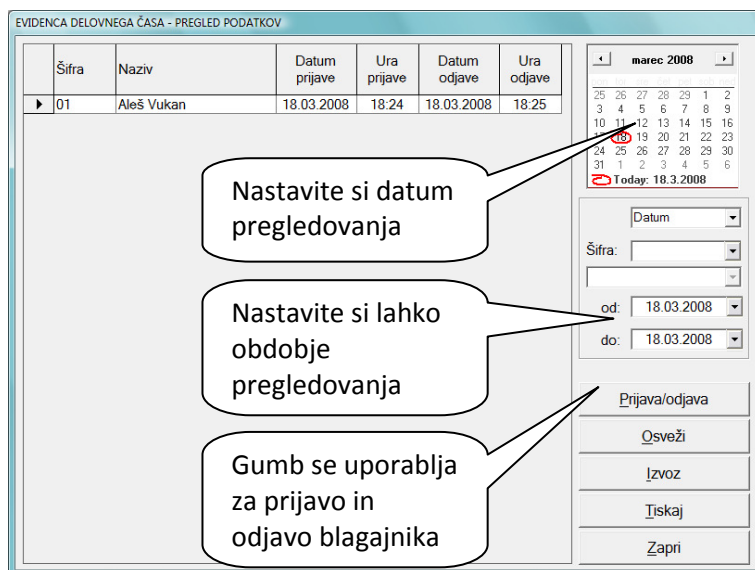 EVIDENCA DELOVNEGA ČASA - PREGLED PODATKOV
Šifra Naziv Datum prijave Ura prijave Datum odjave Ura odjave
01 Aleš Vukan 18.03.2008 18:24 18.03.2008 18:25
marec 2008
25 26 27 28 29 1 2
3 4 5 6 7 8 9
10 11 12 13 14 15 16
17 18 19 20 21 22 23
24 25 26 27 28 29 30
31 1 2 3 4 5 6
Today: 18.3.2008
Nastavite si datum
pregledovanja
Datum
Šifra:
od: 18.03.2008
do: 18.03.2008
Nastavite si lahko
obdobje
pregledovanja
Prijava/odjava
Osveži
Izvoz
Tiskaj
Zapri
Gumb se uporablja
za prijavo in
odjavo blagajnika